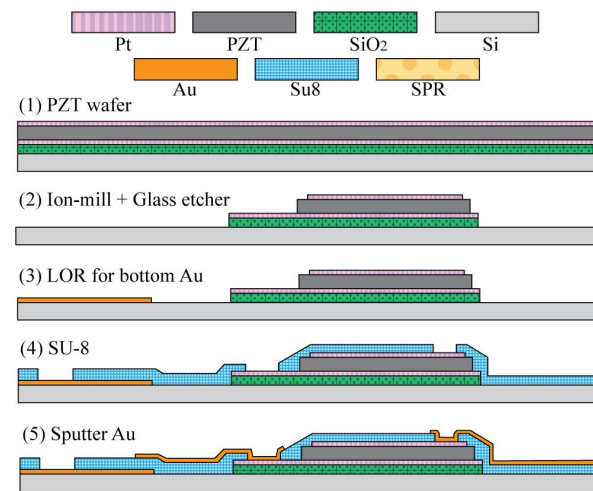 Pt PZT SiO₂ Si
Au Su8 SPR
(1) PZT wafer
(2) Ion-mill + Glass etcher
(3) LOR for bottom Au
(4) SU-8
(5) Sputter Au